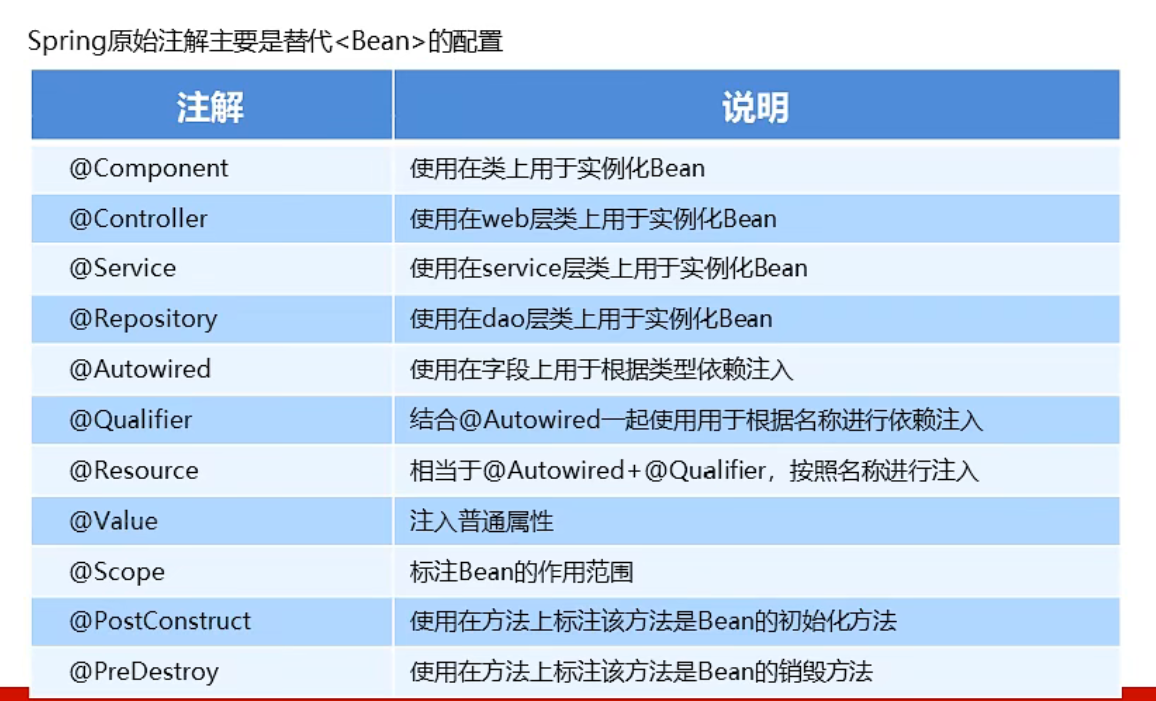 Spring原始注解主要是替代<Bean>的配置
注解 说明
@Component 使用在类上用于实例化Bean
@Controller 使用在web层类上用于实例化Bean
@Service 使用在service层类上用于实例化Bean
@Repository 使用在dao层类上用于实例化Bean
@Autowired 使用在字段上用于根据类型依赖注入
@Qualifier 结合@Autowired一起使用用于根据名称进行依赖注入
@Resource 相当于@Autowired+@Qualifier，按照名称进行注入
@Value 注入普通属性
@Scope 标注Bean的作用范围
@PostConstruct 使用在方法上标注该方法是Bean的初始化方法
@PreDestroy 使用在方法上标注该方法是Bean的销毁方法